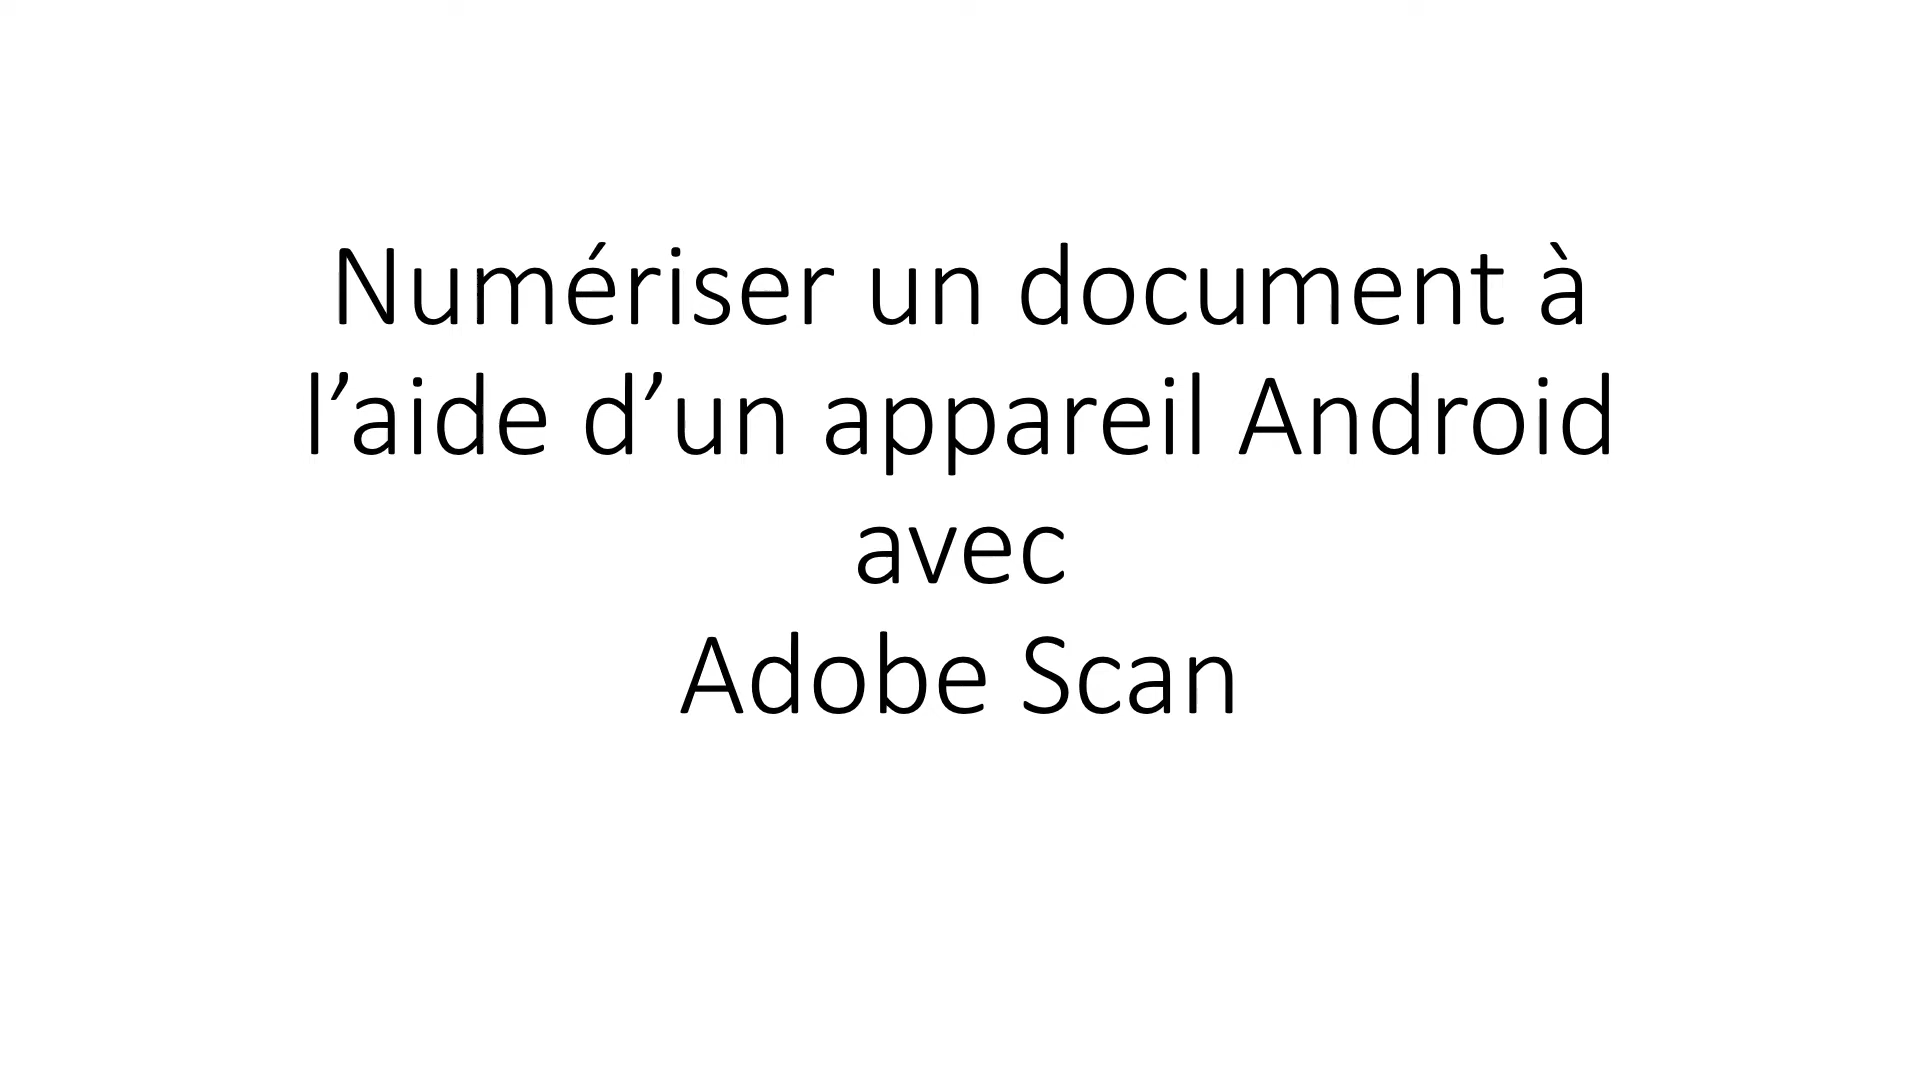 Numériser un document à
l’aide d’un appareil Android
avec
Adobe Scan